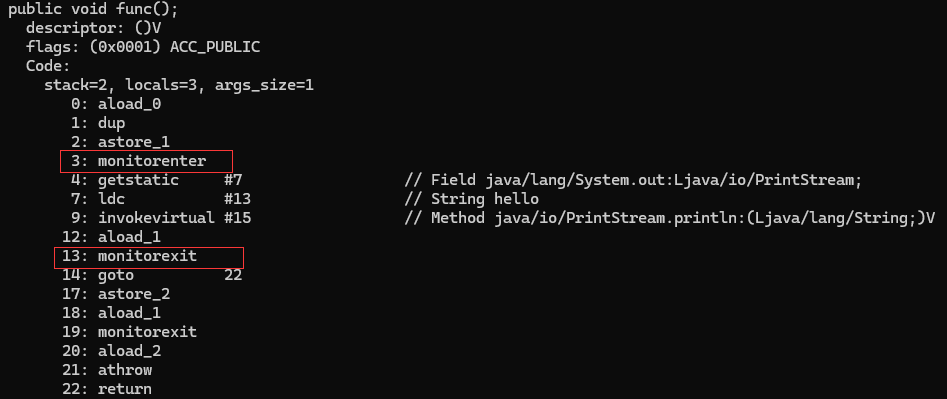 public void func();
  descriptor: ()V
  flags: (0x0001) ACC_PUBLIC
  Code:
    stack=2, locals=3, args_size=1
       0: aload_0
       1: dup
       2: astore_1
       3: monitorenter
       4: getstatic     #7                  // Field java/lang/System.out:Ljava/io/PrintStream;
       7: ldc           #13                 // String hello
       9: invokevirtual #15                 // Method java/io/PrintStream.println:(Ljava/lang/String;)V
      12: aload_1
      13: monitorexit
      14: goto          22
      17: astore_2
      18: aload_1
      19: monitorexit
      20: aload_2
      21: athrow
      22: return